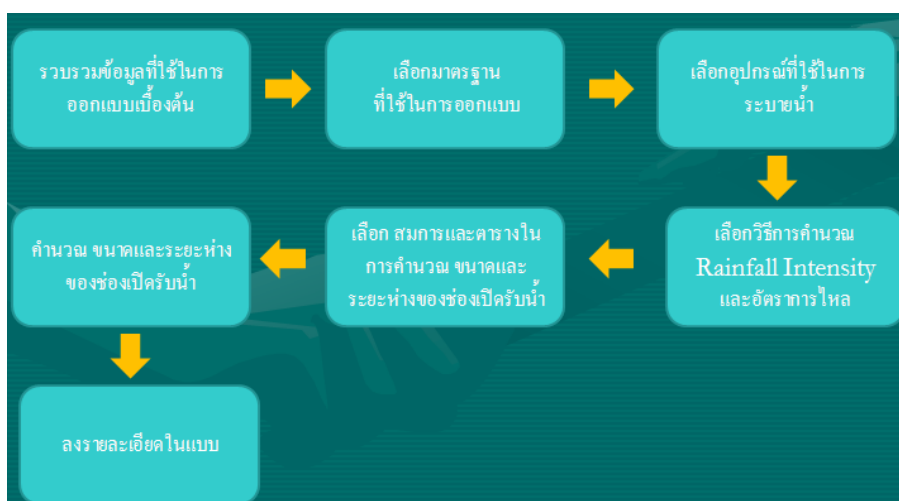 รวบรวมข้อมูลที่ใช้ในการ
ออกแบบเบื้องต้น
เลือกมาตรฐาน
ที่ใช้ในการออกแบบ
เลือกอุปกรณ์ที่ใช้ในการ
ระบายน้ำ
เลือกวิธีการคำนวณ
Rainfall Intensity
และอัตราการไหล
เลือก สมการและตารางใน
การคำนวณ ขนาดและ
ระยะห่างของช่องเปิดรับน้ำ
คำนวณ ขนาดและระยะห่าง
ของช่องเปิดรับน้ำ
ลงรายละเอียดในแบบ